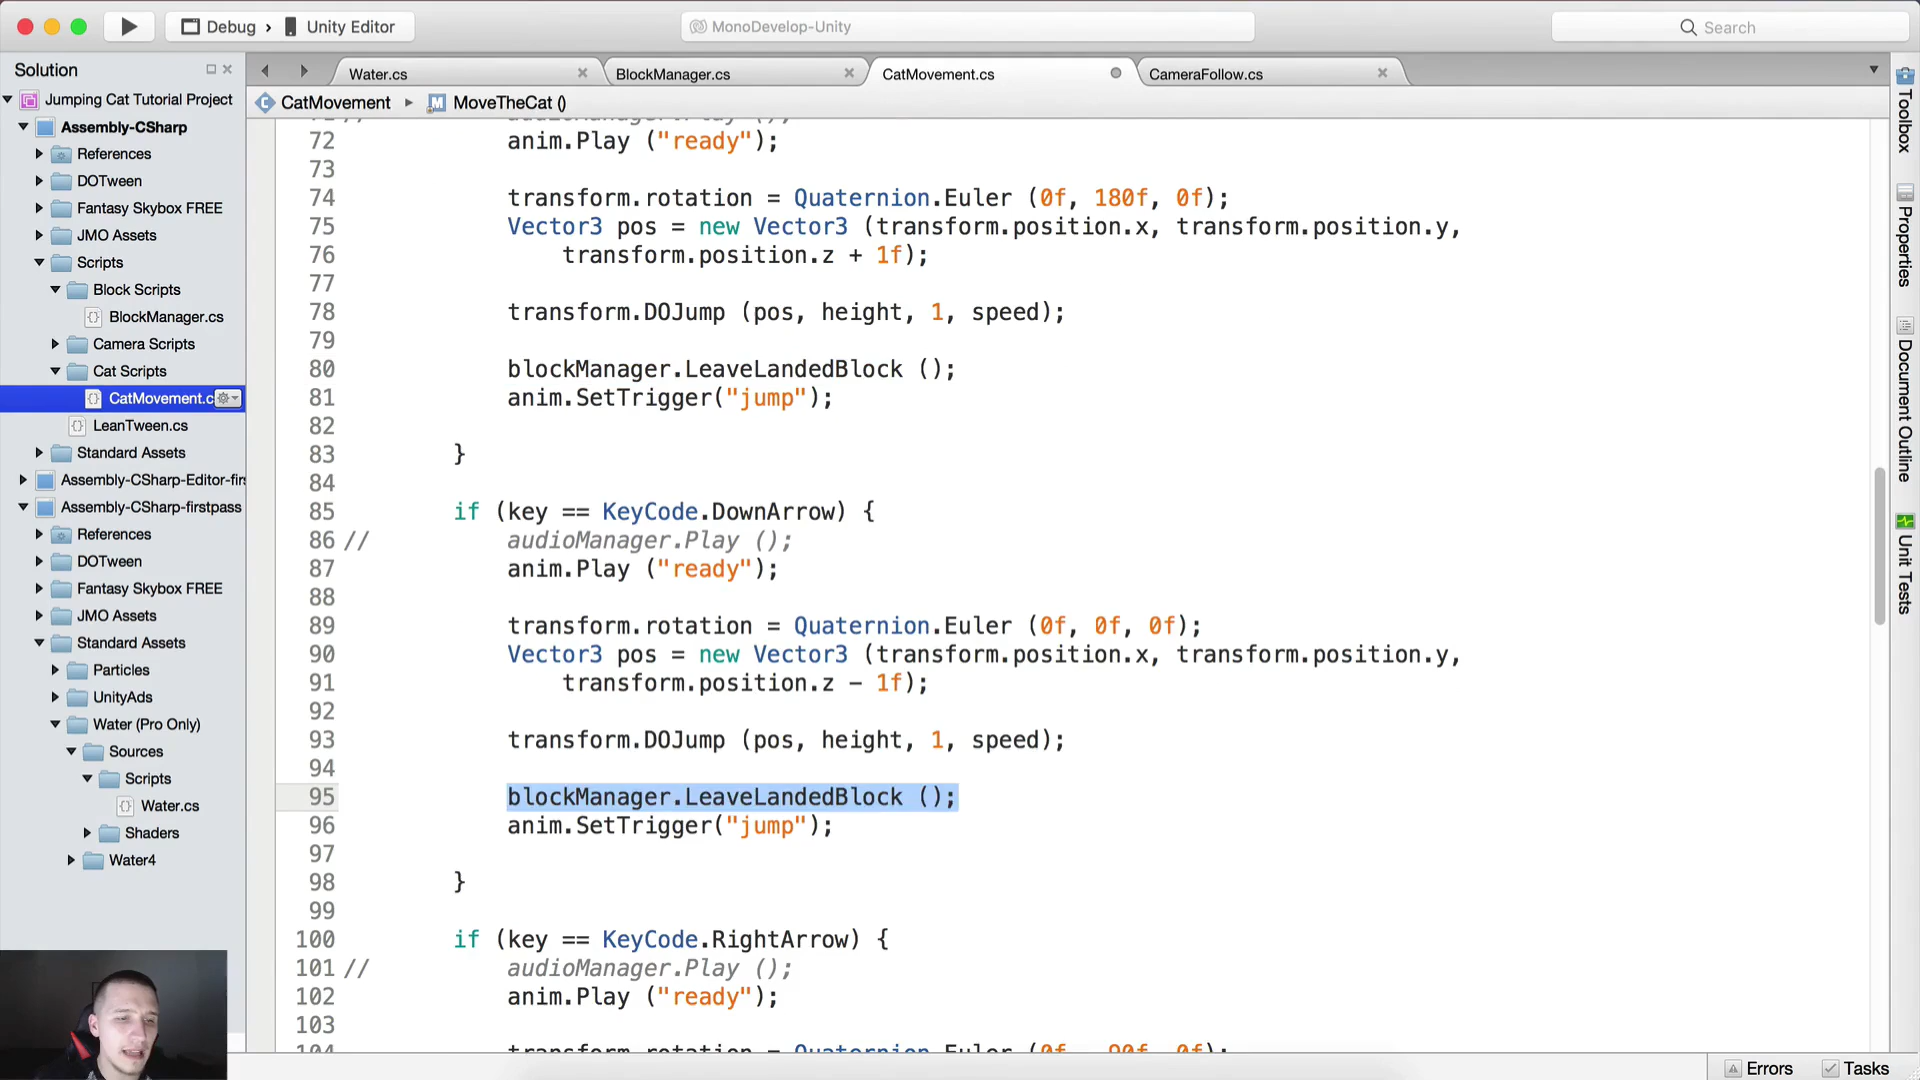 Debug › Unity Editor
MonoDevelop-Unity
Search
Solution
Water.cs
BlockManager.cs
CatMovement.cs
CameraFollow.cs
CatMovement
MoveTheCat ()
Jumping Cat Tutorial Project
Assembly-CSharp
References
DOTween
Fantasy Skybox FREE
JMO Assets
Scripts
Block Scripts
BlockManager.cs
Camera Scripts
Cat Scripts
CatMovement.c
LeanTween.cs
Standard Assets
Assembly-CSharp-Editor-fir
Assembly-CSharp-firstpass
References
DOTween
Fantasy Skybox FREE
JMO Assets
Standard Assets
Particles
UnityAds
Water (Pro Only)
Sources
Scripts
Water.cs
Shaders
Water4
72 anim.Play ("ready");
73
74 transform.rotation = Quaternion.Euler (0f, 180f, 0f);
75 Vector3 pos = new Vector3 (transform.position.x, transform.position.y,
76 transform.position.z + 1f);
77
78 transform.DOJump (pos, height, 1, speed);
79
80 blockManager.LeaveLandedBlock ();
81 anim.SetTrigger("jump");
82
83 }
84
85 if (key == KeyCode.DownArrow) {
86 // audioManager.Play ();
87 anim.Play ("ready");
88
89 transform.rotation = Quaternion.Euler (0f, 0f, 0f);
90 Vector3 pos = new Vector3 (transform.position.x, transform.position.y,
91 transform.position.z - 1f);
92
93 transform.DOJump (pos, height, 1, speed);
94
95 blockManager.LeaveLandedBlock ();
96 anim.SetTrigger("jump");
97
98 }
99
100 if (key == KeyCode.RightArrow) {
101 // audioManager.Play ();
102 anim.Play ("ready");
103
Toolbox
Properties
Document Outline
Unit Tests
Errors
Tasks